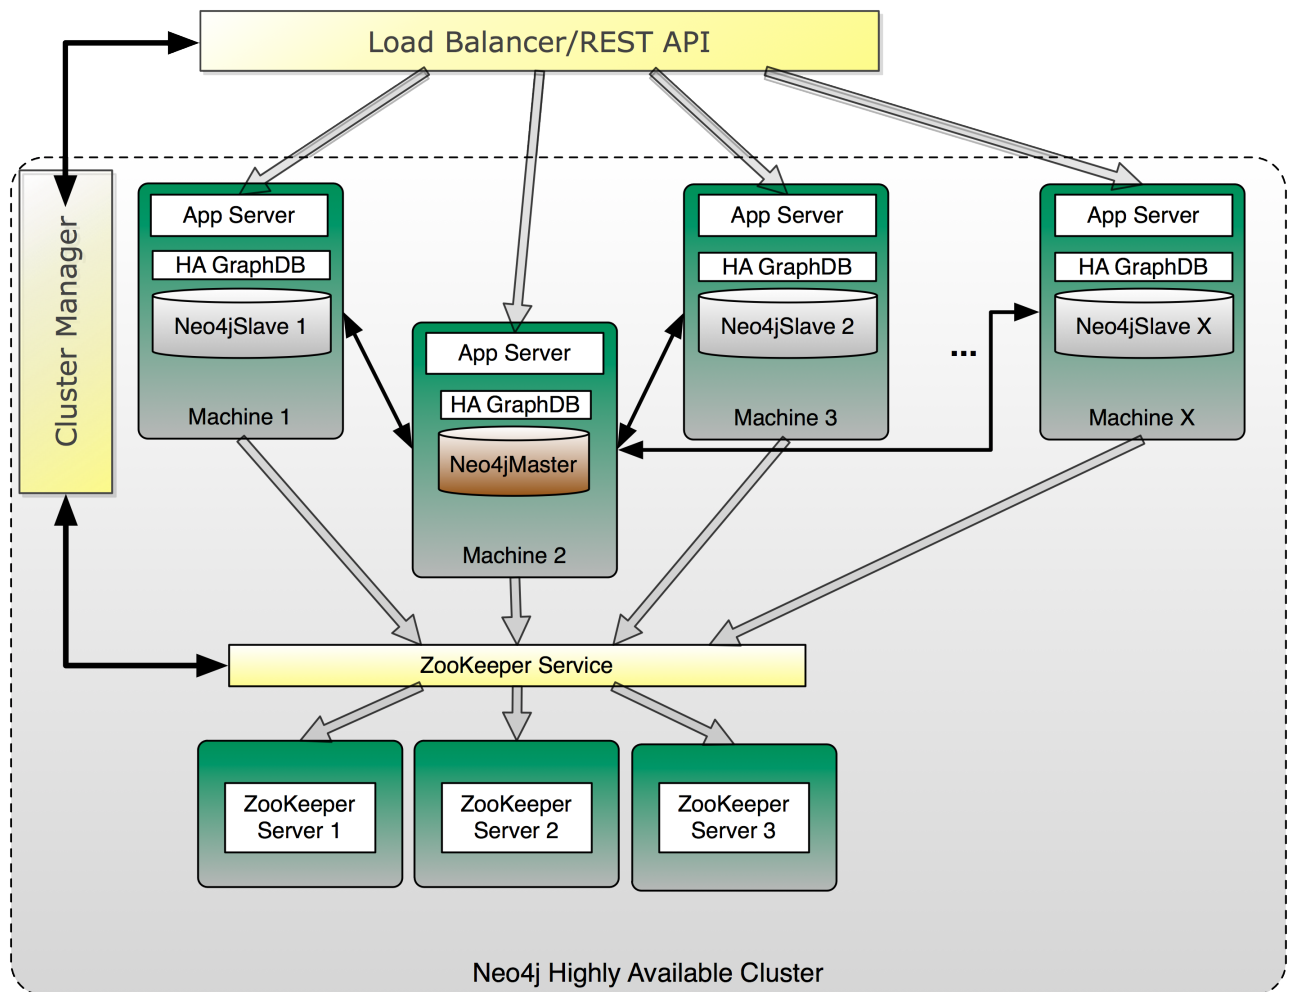 Load Balancer/REST API
Cluster Manager
App Server
HA GraphDB
Neo4jSlave 1
Machine 1
App Server
HA GraphDB
Neo4jMaster
Machine 2
App Server
HA GraphDB
Neo4jSlave 2
Machine 3
...
App Server
HA GraphDB
Neo4jSlave X
Machine X
ZooKeeper Service
ZooKeeper
Server 1
ZooKeeper
Server 2
ZooKeeper
Server 3
Neo4j Highly Available Cluster